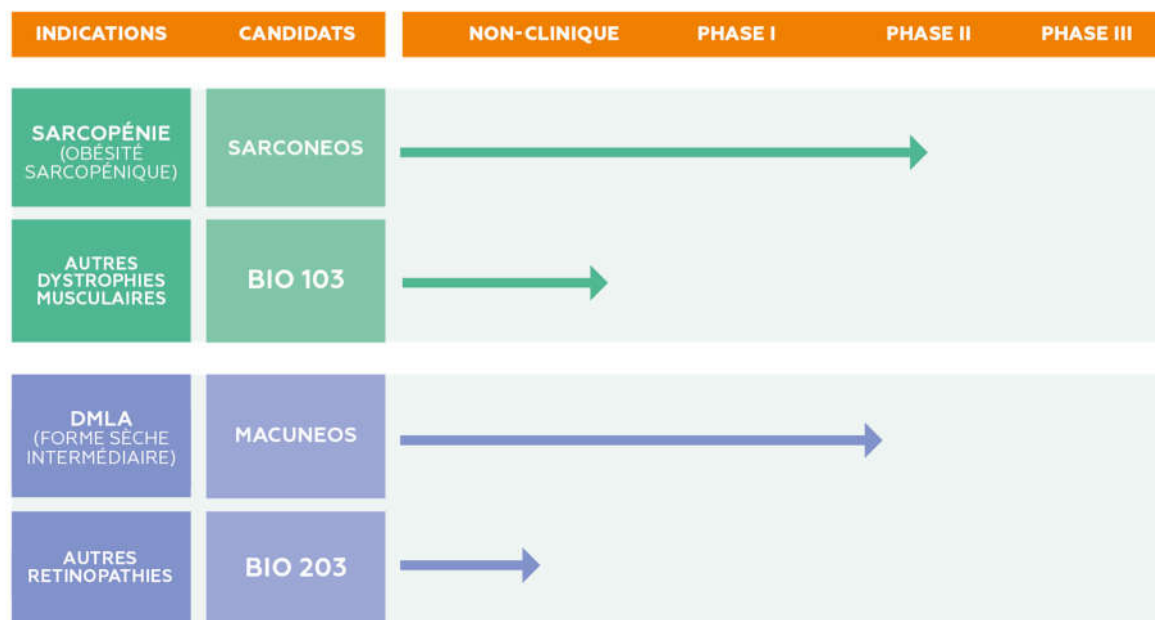 INDICATIONS CANDIDATS NON-CLINIQUE PHASE I PHASE II PHASE III
SARCOPÉNIE
(OBÉSITÉ
SARCOPÉNIQUE)
SARCONEOS
AUTRES
DYSTROPHIES
MUSCULAIRES
BIO 103
DMLA
(FORME SÈCHE
INTERMÉDIAIRE)
MACUNEOS
AUTRES
RETINOPATHIES
BIO 203